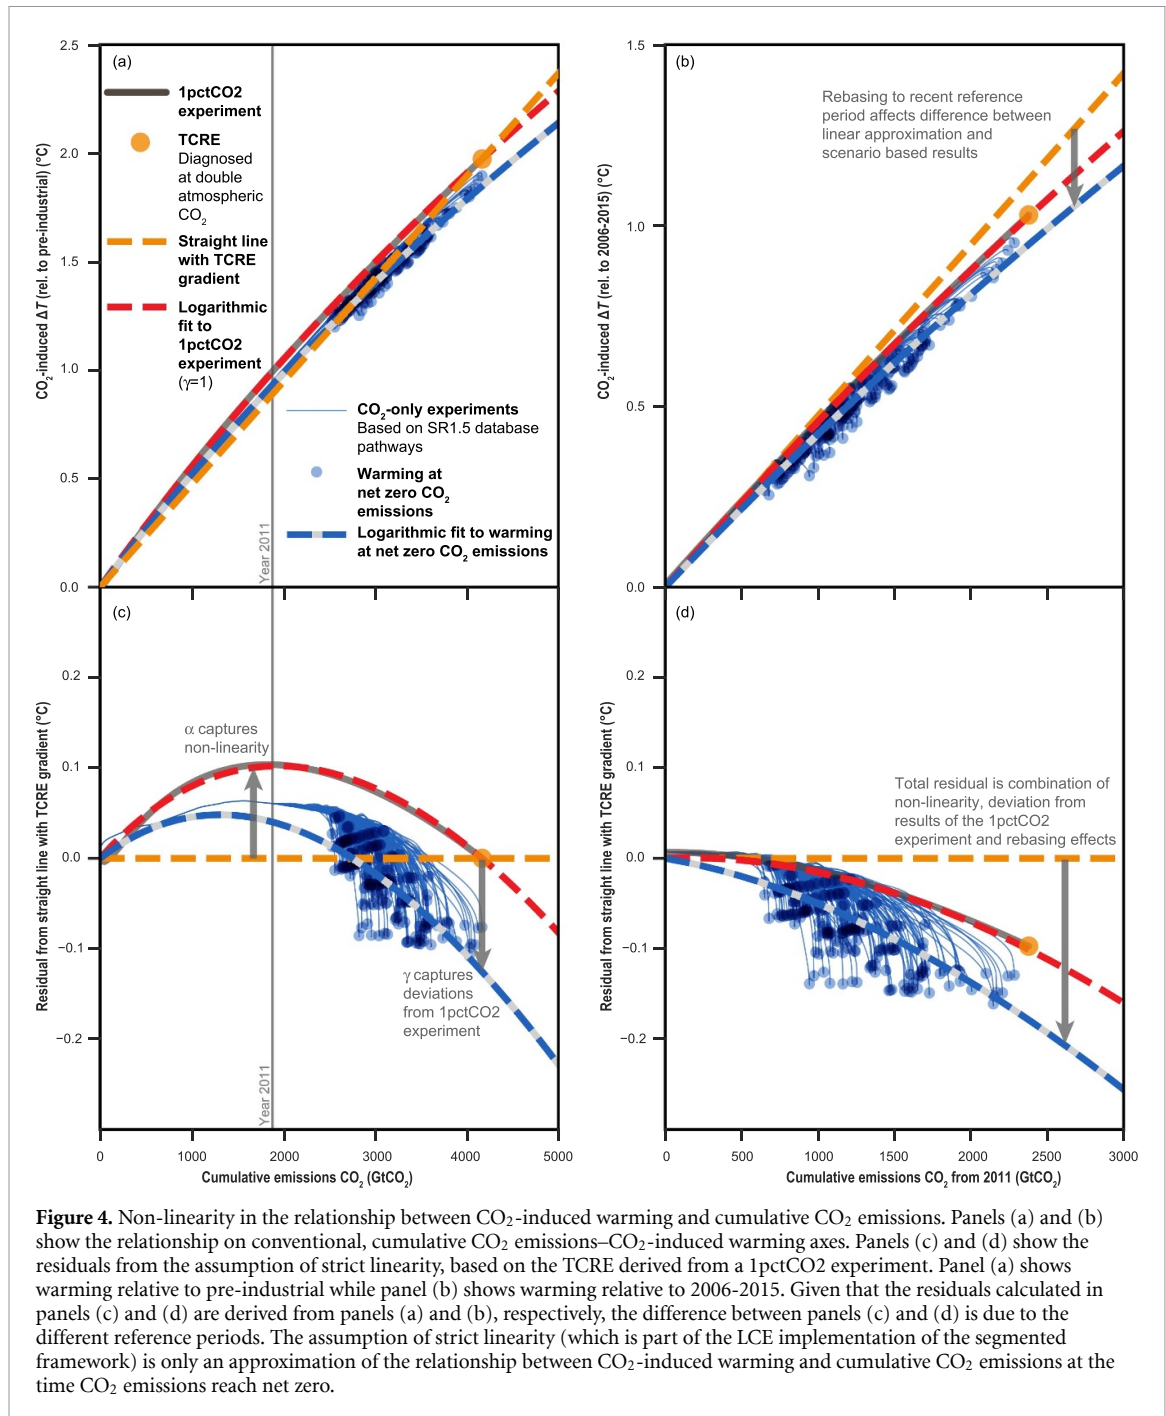 (a)
2.5
2.0
1.5
1.0
0.5
0.0
CO2-induced ΔT (rel. to pre-industrial) (°C)
1pctCO2
experiment
TCRE
Diagnosed
at double
atmospheric
CO2
Straight line
with TCRE
gradient
Logarithmic
fit to
1pctCO2
experiment
(γ=1)
CO2-only experiments
Based on SR1.5 database
pathways
Warming at
net zero CO2
emissions
Logarithmic fit to warming
at net zero CO2 emissions
Year 2011
(b)
1.5
1.0
0.5
0.0
CO2-induced ΔT (rel. to 2006-2015) (°C)
Rebasing to recent reference
period affects difference between
linear approximation and
scenario based results
(c)
0.2
0.1
0.0
−0.1
−0.2
Residual from straight line with TCRE gradient (°C)
α captures
non-linearity
γ captures
deviations
from 1pctCO2
experiment
Year 2011
0 1000 2000 3000 4000 5000
Cumulative emissions CO2 (GtCO2)
(d)
0.2
0.1
0.0
−0.1
−0.2
Residual from straight line with TCRE gradient (°C)
Total residual is combination of
non-linearity, deviation from
results of the 1pctCO2
experiment and rebasing effects
0 500 1000 1500 2000 2500 3000
Cumulative emissions CO2 from 2011 (GtCO2)
Figure 4. Non-linearity in the relationship between CO2-induced warming and cumulative CO2 emissions. Panels (a) and (b)
show the relationship on conventional, cumulative CO2 emissions–CO2-induced warming axes. Panels (c) and (d) show the
residuals from the assumption of strict linearity, based on the TCRE derived from a 1pctCO2 experiment. Panel (a) shows
warming relative to pre-industrial while panel (b) shows warming relative to 2006-2015. Given that the residuals calculated in
panels (c) and (d) are derived from panels (a) and (b), respectively, the difference between panels (c) and (d) is due to the
different reference periods. The assumption of strict linearity (which is part of the LCE implementation of the segmented
framework) is only an approximation of the relationship between CO2-induced warming and cumulative CO2 emissions at the
time CO2 emissions reach net zero.